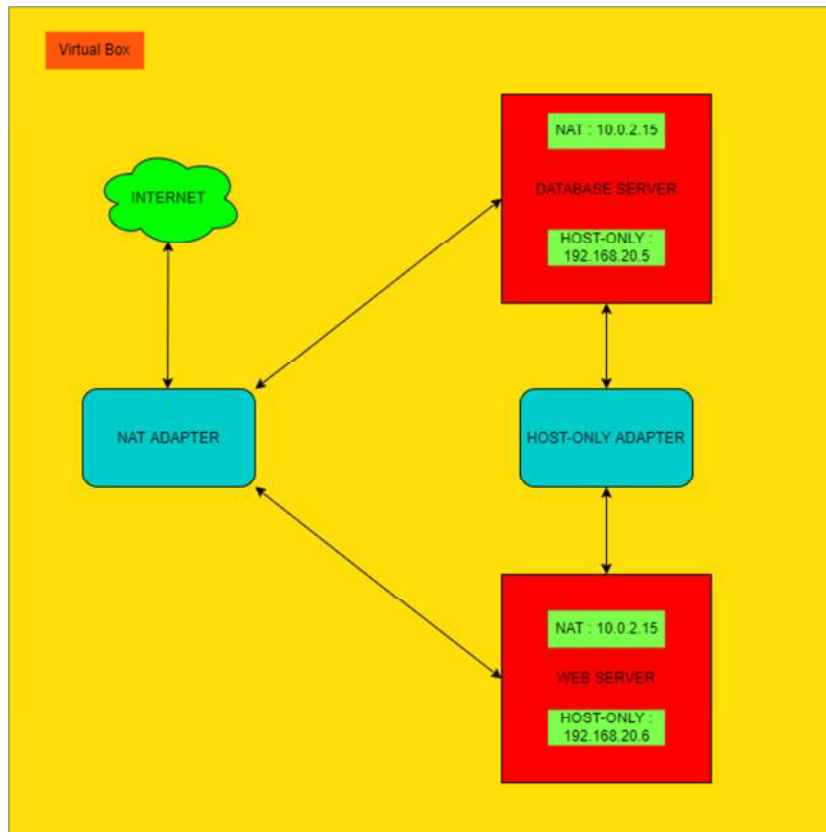 Virtual Box
NAT : 10.0.2.15
DATABASE SERVER
HOST-ONLY :
192.168.20.5
INTERNET
NAT ADAPTER
HOST-ONLY ADAPTER
NAT : 10.0.2.15
WEB SERVER
HOST-ONLY :
192.168.20.6